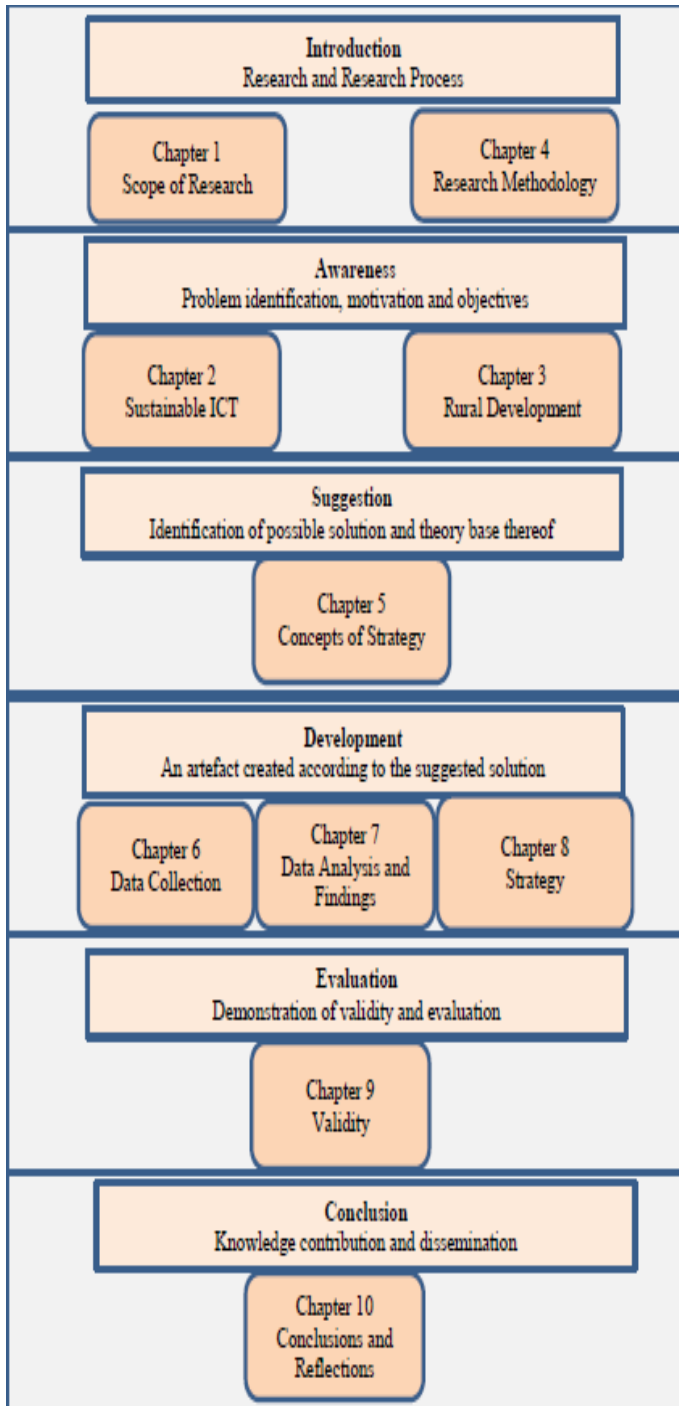 Introduction
Research and Research Process
Chapter 1
Scope of Research
Chapter 4
Research Methodology
Awareness
Problem identification, motivation and objectives
Chapter 2
Sustainable ICT
Chapter 3
Rural Development
Suggestion
Identification of possible solution and theory base thereof
Chapter 5
Concepts of Strategy
Development
An artefact created according to the suggested solution
Chapter 6
Data Collection
Chapter 7
Data Analysis and
Findings
Chapter 8
Strategy
Evaluation
Demonstration of validity and evaluation
Chapter 9
Validity
Conclusion
Knowledge contribution and dissemination
Chapter 10
Conclusions and
Reflections